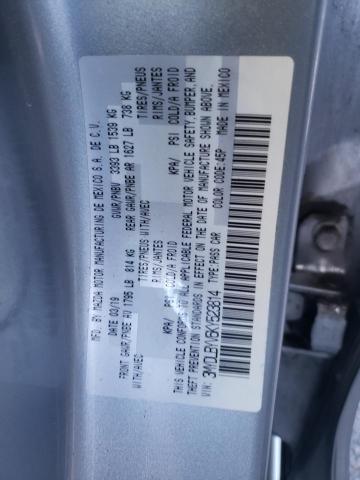 MFD. BY MAZDA MOTOR MANUFACTURING DE MEXICO S.A. DE C.V.
DATE 03/19 GVWR/PNBV 3393 LB 1539 KG
FRONT GAWR/PNBE AV 1796 LB 814 KG REAR GAWR/PNBE AR 1627 LB 738 KG
WITH/AVEC TIRES/PNEUS WITH/AVEC TIRES/PNEUS
RIMS/JANTES RIMS/JANTES
KPA/ PSI COLD/A FROID KPA/ PSI COLD/A FROID
THIS VEHICLE CONFORMS TO ALL APPLICABLE FEDERAL MOTOR VEHICLE SAFETY, BUMPER, AND
THEFT PREVENTION STANDARDS IN EFFECT ON THE DATE OF MANUFACTURE SHOWN ABOVE.
VIN: TYPE: PASS CAR COLOR CODE: 45P MADE IN MEXICO